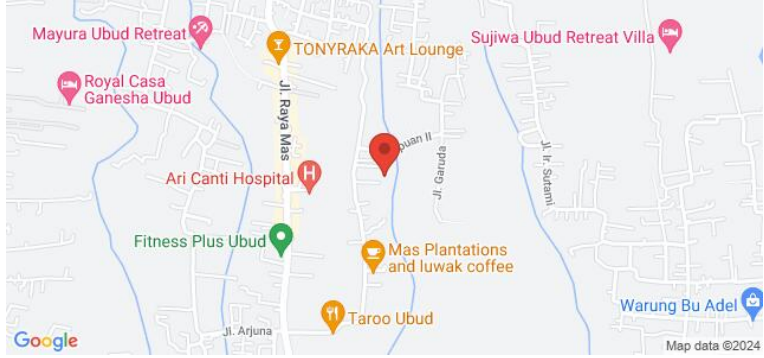 Mayura Ubud Retreat
TONYRAKA Art Lounge
Sujiwa Ubud Retreat Villa
Royal Casa
Ganesha Ubud
Jl. Raya Mas
puan II
Jl. Garuda
Jl. Ir. Sutami
Ari Canti Hospital
H
Fitness Plus Ubud
Mas Plantations
and luwak coffee
Warung Bu Adel
Taroo Ubud
Jl. Arjuna
Google
Map data ©2024